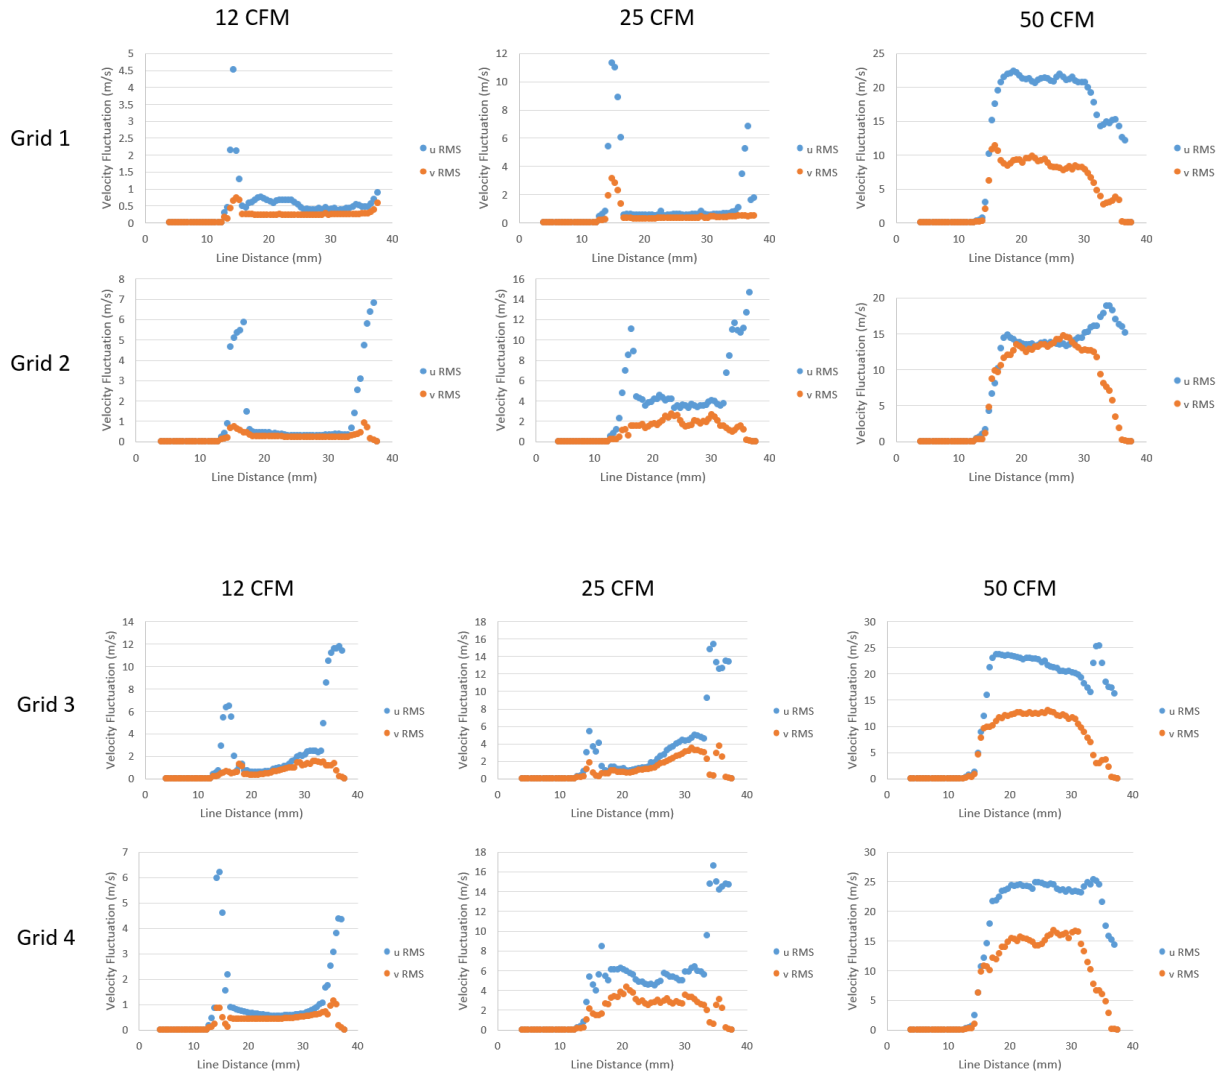 12 CFM
25 CFM
50 CFM
Grid 1
Velocity Fluctuation (m/s)
5
4.5
4
3.5
3
2.5
2
1.5
1
0.5
0
0 10 20 30 40
Line Distance (mm)
u RMS
v RMS
Velocity Fluctuation (m/s)
12
10
8
6
4
2
0
0 10 20 30 40
Line Distance (mm)
u RMS
v RMS
Velocity Fluctuation (m/s)
25
20
15
10
5
0
0 10 20 30 40
Line Distance (mm)
u RMS
v RMS
Grid 2
Velocity Fluctuation (m/s)
8
7
6
5
4
3
2
1
0
0 10 20 30 40
Line Distance (mm)
u RMS
v RMS
Velocity Fluctuation (m/s)
16
14
12
10
8
6
4
2
0
0 10 20 30 40
Line Distance (mm)
u RMS
v RMS
Velocity Fluctuation (m/s)
20
15
10
5
0
0 10 20 30 40
Line Distance (mm)
u RMS
v RMS
12 CFM
25 CFM
50 CFM
Grid 3
Velocity Fluctuation (m/s)
14
12
10
8
6
4
2
0
0 10 20 30 40
Line Distance (mm)
u RMS
v RMS
Velocity Fluctuation (m/s)
18
16
14
12
10
8
6
4
2
0
0 10 20 30 40
Line Distance (mm)
u RMS
v RMS
Velocity Fluctuation (m/s)
30
25
20
15
10
5
0
0 10 20 30 40
Line Distance (mm)
u RMS
v RMS
Grid 4
Velocity Fluctuation (m/s)
7
6
5
4
3
2
1
0
0 10 20 30 40
Line Distance (mm)
u RMS
v RMS
Velocity Fluctuation (m/s)
18
16
14
12
10
8
6
4
2
0
0 10 20 30 40
Line Distance (mm)
u RMS
v RMS
Velocity Fluctuation (m/s)
30
25
20
15
10
5
0
0 10 20 30 40
Line Distance (mm)
u RMS
v RMS